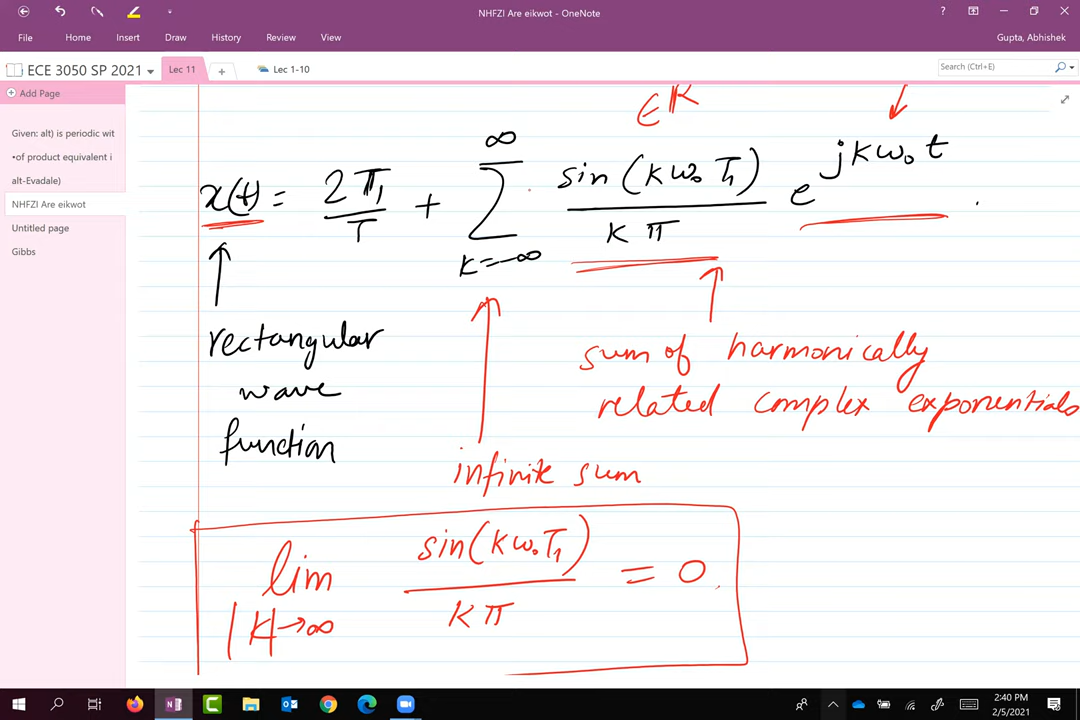 NHFZI Are eikwot - OneNote
?
File Home Insert Draw History Review View
Gupta, Abhishek
ECE 3050 SP 2021
Lec 11
+
Lec 1-10
Search (Ctrl+E)
Add Page
Given: alt) is periodic wit
•of product equivalent i
alt-Evadale)
NHFZI Are eikwot
Untitled page
Gibbs
∈ ℝ
x(t) = 2T₁/T + ∑_{k=-∞}^{∞} sin(kω₀T₁)/kπ e^{jkω₀t}
rectangular
wave
function
infinite sum
sum of harmonically
related complex exponentials
lim_{|k|→∞} sin(kω₀T₁)/kπ = 0
2:40 PM
2/5/2021